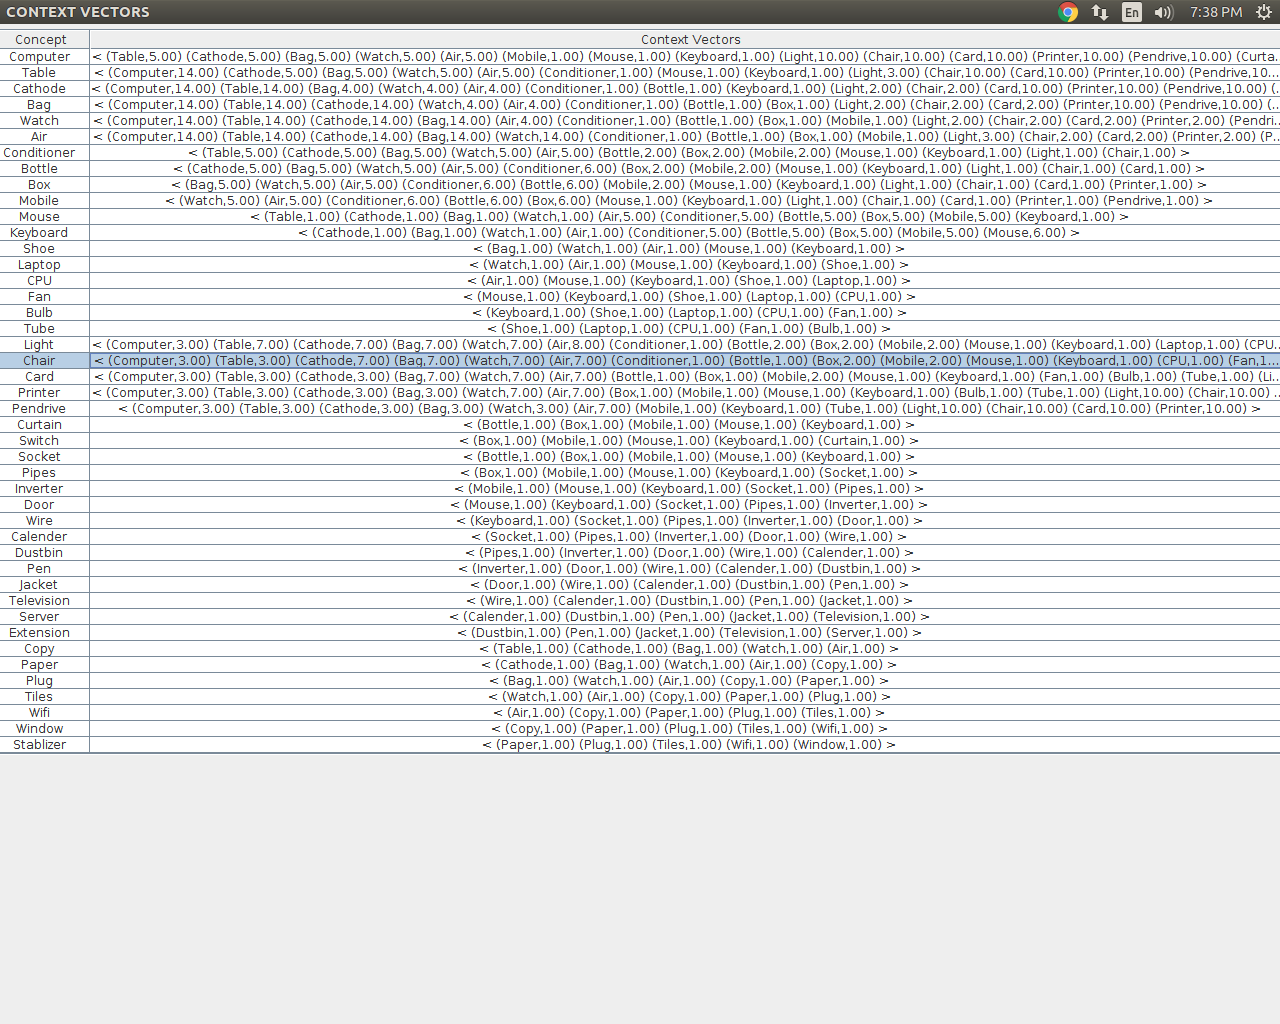 CONTEXT VECTORS En 7:38 PM
Concept Context Vectors
Computer < (Table,5.00) (Cathode,5.00) (Bag,5.00) (Watch,5.00) (Air,5.00) (Mobile,1.00) (Mouse,1.00) (Keyboard,1.00) (Light,10.00) (Chair,10.00) (Card,10.00) (Printer,10.00) (Pendrive,10.00) (Curta...
Table < (Computer,14.00) (Cathode,5.00) (Bag,5.00) (Watch,5.00) (Air,5.00) (Conditioner,1.00) (Mouse,1.00) (Keyboard,1.00) (Light,3.00) (Chair,10.00) (Card,10.00) (Printer,10.00) (Pendrive,10....
Cathode < (Computer,14.00) (Table,14.00) (Bag,4.00) (Watch,4.00) (Air,4.00) (Conditioner,1.00) (Bottle,1.00) (Keyboard,1.00) (Light,2.00) (Chair,2.00) (Card,10.00) (Printer,10.00) (Pendrive,10.00) (...
Bag < (Computer,14.00) (Table,14.00) (Cathode,14.00) (Watch,4.00) (Air,4.00) (Conditioner,1.00) (Bottle,1.00) (Box,1.00) (Light,2.00) (Chair,2.00) (Card,2.00) (Printer,10.00) (Pendrive,10.00) (...
Watch < (Computer,14.00) (Table,14.00) (Cathode,14.00) (Bag,14.00) (Air,4.00) (Conditioner,1.00) (Bottle,1.00) (Box,1.00) (Mobile,1.00) (Light,2.00) (Chair,2.00) (Card,2.00) (Printer,2.00) (Pendri...
Air < (Computer,14.00) (Table,14.00) (Cathode,14.00) (Bag,14.00) (Watch,14.00) (Conditioner,1.00) (Bottle,1.00) (Box,1.00) (Mobile,1.00) (Light,3.00) (Chair,2.00) (Card,2.00) (Printer,2.00) (P...
Conditioner < (Table,5.00) (Cathode,5.00) (Bag,5.00) (Watch,5.00) (Air,5.00) (Bottle,2.00) (Box,2.00) (Mobile,2.00) (Mouse,1.00) (Keyboard,1.00) (Light,1.00) (Chair,1.00) >
Bottle < (Cathode,5.00) (Bag,5.00) (Watch,5.00) (Air,5.00) (Conditioner,6.00) (Box,2.00) (Mobile,2.00) (Mouse,1.00) (Keyboard,1.00) (Light,1.00) (Chair,1.00) (Card,1.00) >
Box < (Bag,5.00) (Watch,5.00) (Air,5.00) (Conditioner,6.00) (Bottle,6.00) (Mobile,2.00) (Mouse,1.00) (Keyboard,1.00) (Light,1.00) (Chair,1.00) (Card,1.00) (Printer,1.00) >
Mobile < (Watch,5.00) (Air,5.00) (Conditioner,6.00) (Bottle,6.00) (Box,6.00) (Mouse,1.00) (Keyboard,1.00) (Light,1.00) (Chair,1.00) (Card,1.00) (Printer,1.00) (Pendrive,1.00) >
Mouse < (Table,1.00) (Cathode,1.00) (Bag,1.00) (Watch,1.00) (Air,5.00) (Conditioner,5.00) (Bottle,5.00) (Box,5.00) (Mobile,5.00) (Keyboard,1.00) >
Keyboard < (Cathode,1.00) (Bag,1.00) (Watch,1.00) (Air,1.00) (Conditioner,5.00) (Bottle,5.00) (Box,5.00) (Mobile,5.00) (Mouse,6.00) >
Shoe < (Bag,1.00) (Watch,1.00) (Air,1.00) (Mouse,1.00) (Keyboard,1.00) >
Laptop < (Watch,1.00) (Air,1.00) (Mouse,1.00) (Keyboard,1.00) (Shoe,1.00) >
CPU < (Air,1.00) (Mouse,1.00) (Keyboard,1.00) (Shoe,1.00) (Laptop,1.00) >
Fan < (Mouse,1.00) (Keyboard,1.00) (Shoe,1.00) (Laptop,1.00) (CPU,1.00) >
Bulb < (Keyboard,1.00) (Shoe,1.00) (Laptop,1.00) (CPU,1.00) (Fan,1.00) >
Tube < (Shoe,1.00) (Laptop,1.00) (CPU,1.00) (Fan,1.00) (Bulb,1.00) >
Light < (Computer,3.00) (Table,7.00) (Cathode,7.00) (Bag,7.00) (Watch,7.00) (Air,8.00) (Conditioner,1.00) (Bottle,2.00) (Box,2.00) (Mobile,2.00) (Mouse,1.00) (Keyboard,1.00) (Laptop,1.00) (CPU...
Chair < (Computer,3.00) (Table,3.00) (Cathode,7.00) (Bag,7.00) (Watch,7.00) (Air,7.00) (Conditioner,1.00) (Bottle,1.00) (Box,2.00) (Mobile,2.00) (Mouse,1.00) (Keyboard,1.00) (CPU,1.00) (Fan,1....
Card < (Computer,3.00) (Table,3.00) (Cathode,3.00) (Bag,7.00) (Watch,7.00) (Air,7.00) (Bottle,1.00) (Box,1.00) (Mobile,2.00) (Mouse,1.00) (Keyboard,1.00) (Fan,1.00) (Bulb,1.00) (Tube,1.00) (Li...
Printer < (Computer,3.00) (Table,3.00) (Cathode,3.00) (Bag,3.00) (Watch,7.00) (Air,7.00) (Box,1.00) (Mobile,1.00) (Mouse,1.00) (Keyboard,1.00) (Bulb,1.00) (Tube,1.00) (Light,10.00) (Chair,10.00) ...
Pendrive < (Computer,3.00) (Table,3.00) (Cathode,3.00) (Bag,3.00) (Watch,3.00) (Air,7.00) (Mobile,1.00) (Keyboard,1.00) (Tube,1.00) (Light,10.00) (Chair,10.00) (Card,10.00) (Printer,10.00) >
Curtain < (Bottle,1.00) (Box,1.00) (Mobile,1.00) (Mouse,1.00) (Keyboard,1.00) >
Switch < (Box,1.00) (Mobile,1.00) (Mouse,1.00) (Keyboard,1.00) (Curtain,1.00) >
Socket < (Bottle,1.00) (Box,1.00) (Mobile,1.00) (Mouse,1.00) (Keyboard,1.00) >
Pipes < (Box,1.00) (Mobile,1.00) (Mouse,1.00) (Keyboard,1.00) (Socket,1.00) >
Inverter < (Mobile,1.00) (Mouse,1.00) (Keyboard,1.00) (Socket,1.00) (Pipes,1.00) >
Door < (Mouse,1.00) (Keyboard,1.00) (Socket,1.00) (Pipes,1.00) (Inverter,1.00) >
Wire < (Keyboard,1.00) (Socket,1.00) (Pipes,1.00) (Inverter,1.00) (Door,1.00) >
Calender < (Socket,1.00) (Pipes,1.00) (Inverter,1.00) (Door,1.00) (Wire,1.00) >
Dustbin < (Pipes,1.00) (Inverter,1.00) (Door,1.00) (Wire,1.00) (Calender,1.00) >
Pen < (Inverter,1.00) (Door,1.00) (Wire,1.00) (Calender,1.00) (Dustbin,1.00) >
Jacket < (Door,1.00) (Wire,1.00) (Calender,1.00) (Dustbin,1.00) (Pen,1.00) >
Television < (Wire,1.00) (Calender,1.00) (Dustbin,1.00) (Pen,1.00) (Jacket,1.00) >
Server < (Calender,1.00) (Dustbin,1.00) (Pen,1.00) (Jacket,1.00) (Television,1.00) >
Extension < (Dustbin,1.00) (Pen,1.00) (Jacket,1.00) (Television,1.00) (Server,1.00) >
Copy < (Table,1.00) (Cathode,1.00) (Bag,1.00) (Watch,1.00) (Air,1.00) >
Paper < (Cathode,1.00) (Bag,1.00) (Watch,1.00) (Air,1.00) (Copy,1.00) >
Plug < (Bag,1.00) (Watch,1.00) (Air,1.00) (Copy,1.00) (Paper,1.00) >
Tiles < (Watch,1.00) (Air,1.00) (Copy,1.00) (Paper,1.00) (Plug,1.00) >
Wifi < (Air,1.00) (Copy,1.00) (Paper,1.00) (Plug,1.00) (Tiles,1.00) >
Window < (Copy,1.00) (Paper,1.00) (Plug,1.00) (Tiles,1.00) (Wifi,1.00) >
Stablizer < (Paper,1.00) (Plug,1.00) (Tiles,1.00) (Wifi,1.00) (Window,1.00) >